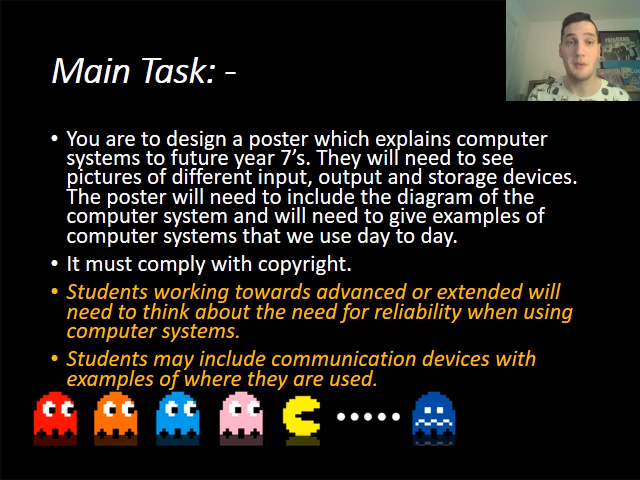 Main Task: -
• You are to design a poster which explains computer
systems to future year 7’s. They will need to see
pictures of different input, output and storage devices.
The poster will need to include the diagram of the
computer system and will need to give examples of
computer systems that we use day to day.
• It must comply with copyright.
• Students working towards advanced or extended will
need to think about the need for reliability when using
computer systems.
• Students may include communication devices with
examples of where they are used.